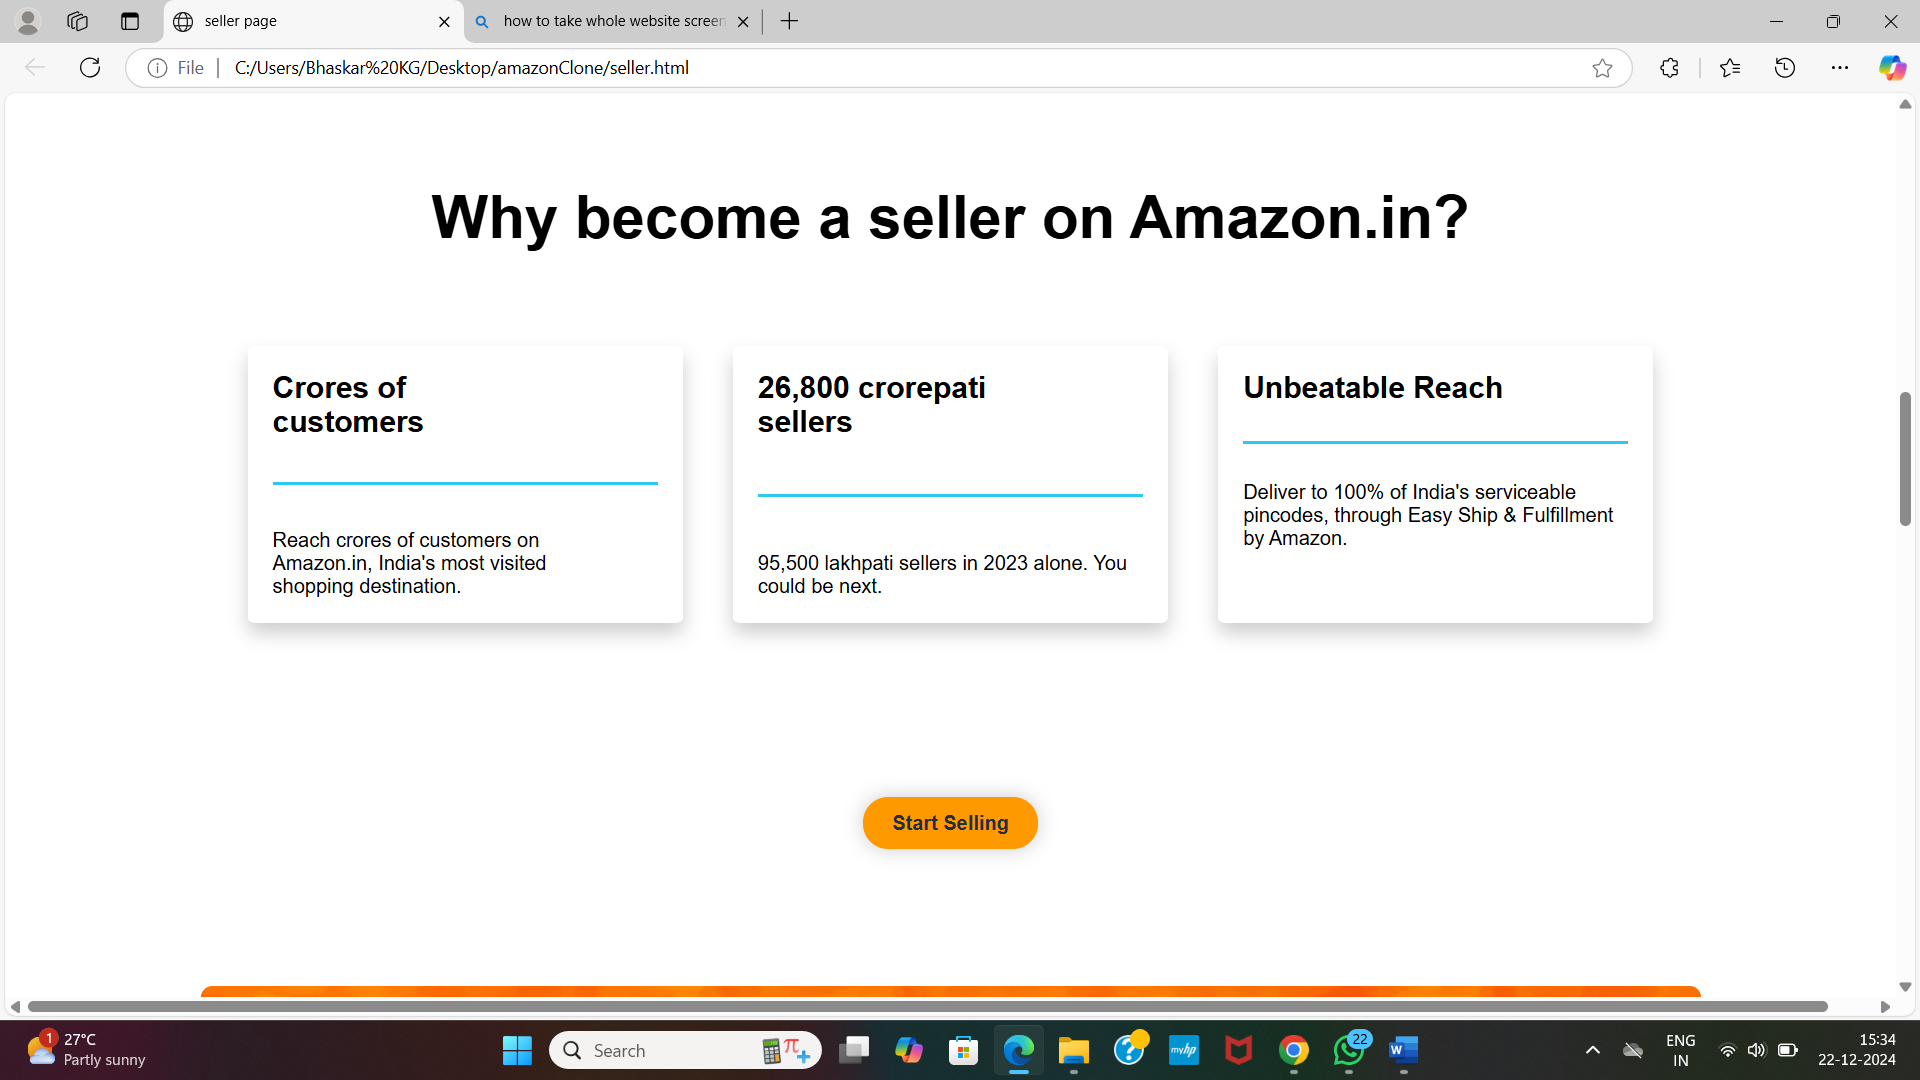 seller page
how to take whole website screen
File
C:/Users/Bhaskar%20KG/Desktop/amazonClone/seller.html
Why become a seller on Amazon.in?
Crores of
customers
Reach crores of customers on
Amazon.in, India's most visited
shopping destination.
26,800 crorepati
sellers
95,500 lakhpati sellers in 2023 alone. You
could be next.
Unbeatable Reach
Deliver to 100% of India's serviceable
pincodes, through Easy Ship & Fulfillment
by Amazon.
Start Selling
1
27°C
Partly sunny
Search
myhp
22
W
ENG
IN
15:34
22-12-2024